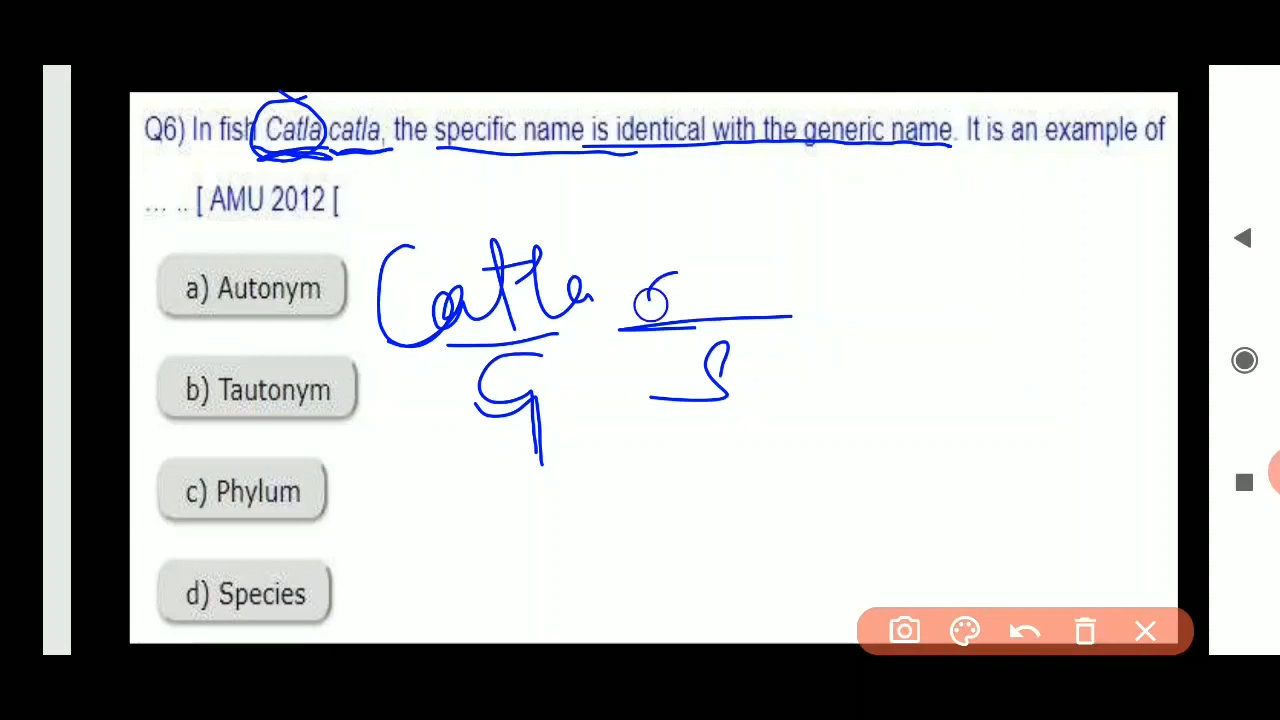 Q6) In fish Catla catla, the specific name is identical with the generic name. It is an example of
... .. [ AMU 2012 [
a) Autonym
Catla
G
S
b) Tautonym
c) Phylum
d) Species